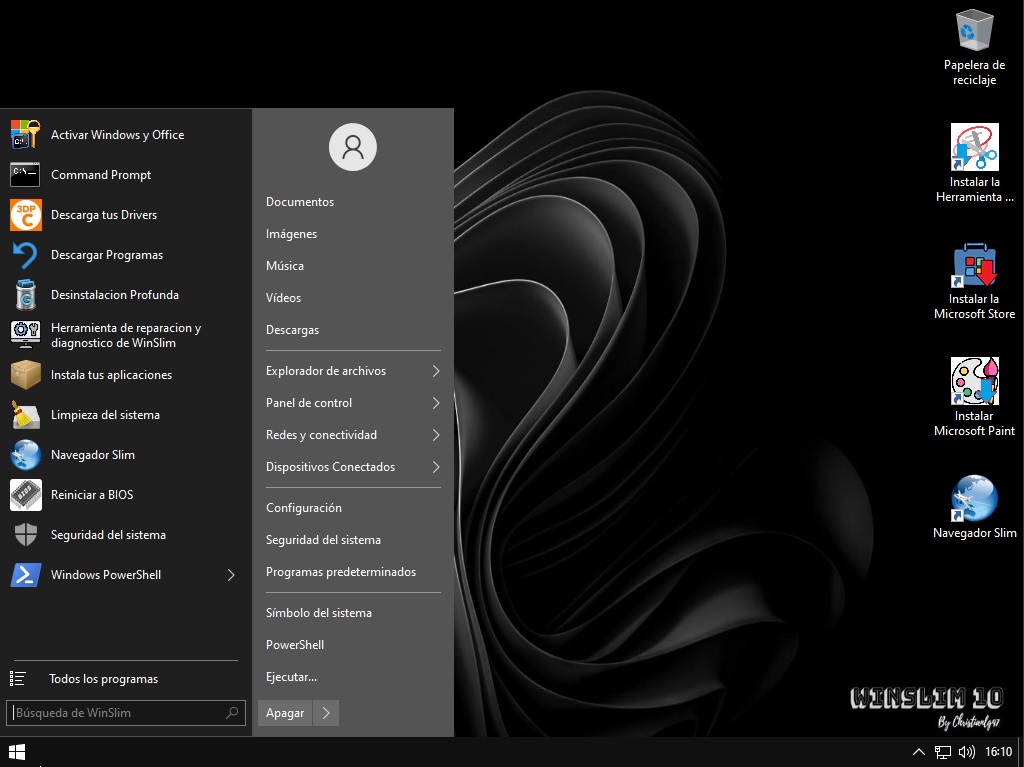 Activar Windows y Office
Command Prompt
Descarga tus Drivers
Descargar Programas
Desinstalacion Profunda
Herramienta de reparacion y
diagnostico de WinSlim
Instala tus aplicaciones
Limpieza del sistema
Navegador Slim
Reiniciar a BIOS
Seguridad del sistema
Windows PowerShell
Todos los programas
Búsqueda de WinSlim
Documentos
Imágenes
Música
Vídeos
Descargas
Explorador de archivos
Panel de control
Redes y conectividad
Dispositivos Conectados
Configuración
Seguridad del sistema
Programas predeterminados
Símbolo del sistema
PowerShell
Ejecutar...
Apagar
Papelera de
reciclaje
Instalar la
Herramienta ...
Instalar la
Microsoft Store
Instalar
Microsoft Paint
Navegador Slim
WINSLIM 10
By Christianlg97
16:10
3DP
C
BIOS
C:\